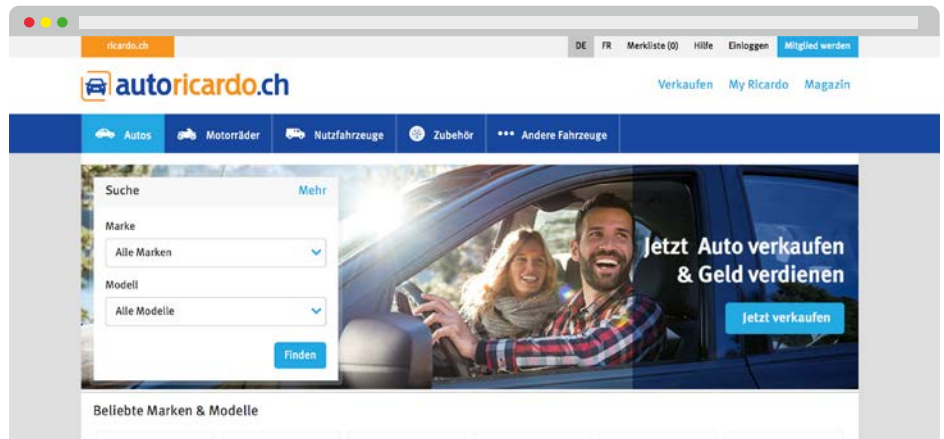 ricardo.ch
DE FR Merkliste (0) Hilfe Einloggen Mitglied werden
autoricardo.ch
Verkaufen My Ricardo Magazin
Autos Motorräder Nutzfahrzeuge Zubehör Andere Fahrzeuge
Suche Mehr
Marke
Alle Marken
Modell
Alle Modelle
Finden
Jetzt Auto verkaufen
& Geld verdienen
Jetzt verkaufen
Beliebte Marken & Modelle